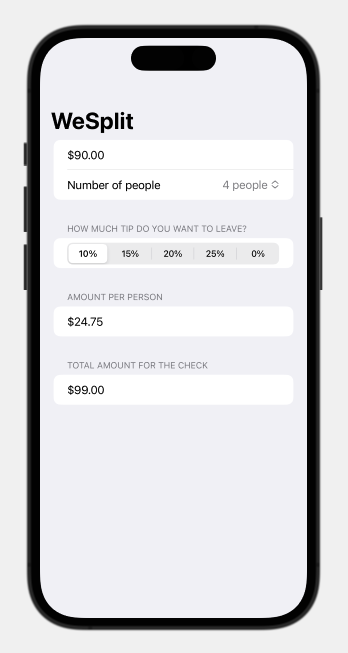 WeSplit
$90.00
Number of people 4 people
HOW MUCH TIP DO YOU WANT TO LEAVE?
10% 15% 20% 25% 0%
AMOUNT PER PERSON
$24.75
TOTAL AMOUNT FOR THE CHECK
$99.00